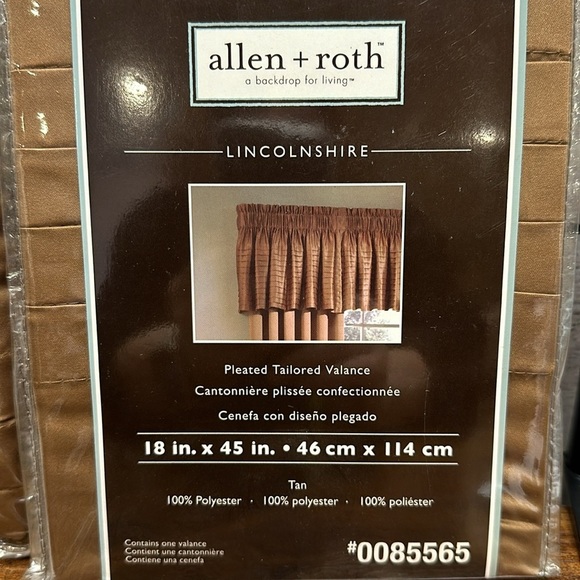 allen + roth™
a backdrop for living™
LINCOLNSHIRE
Pleated Tailored Valance
Cantonnière plissée confectionnée
Cenefa con diseño plegado
18 in. x 45 in. • 46 cm x 114 cm
Tan
100% Polyester · 100% polyester · 100% poliéster
Contains one valance
Contient une cantonnière
Contiene una cenefa
#0085565